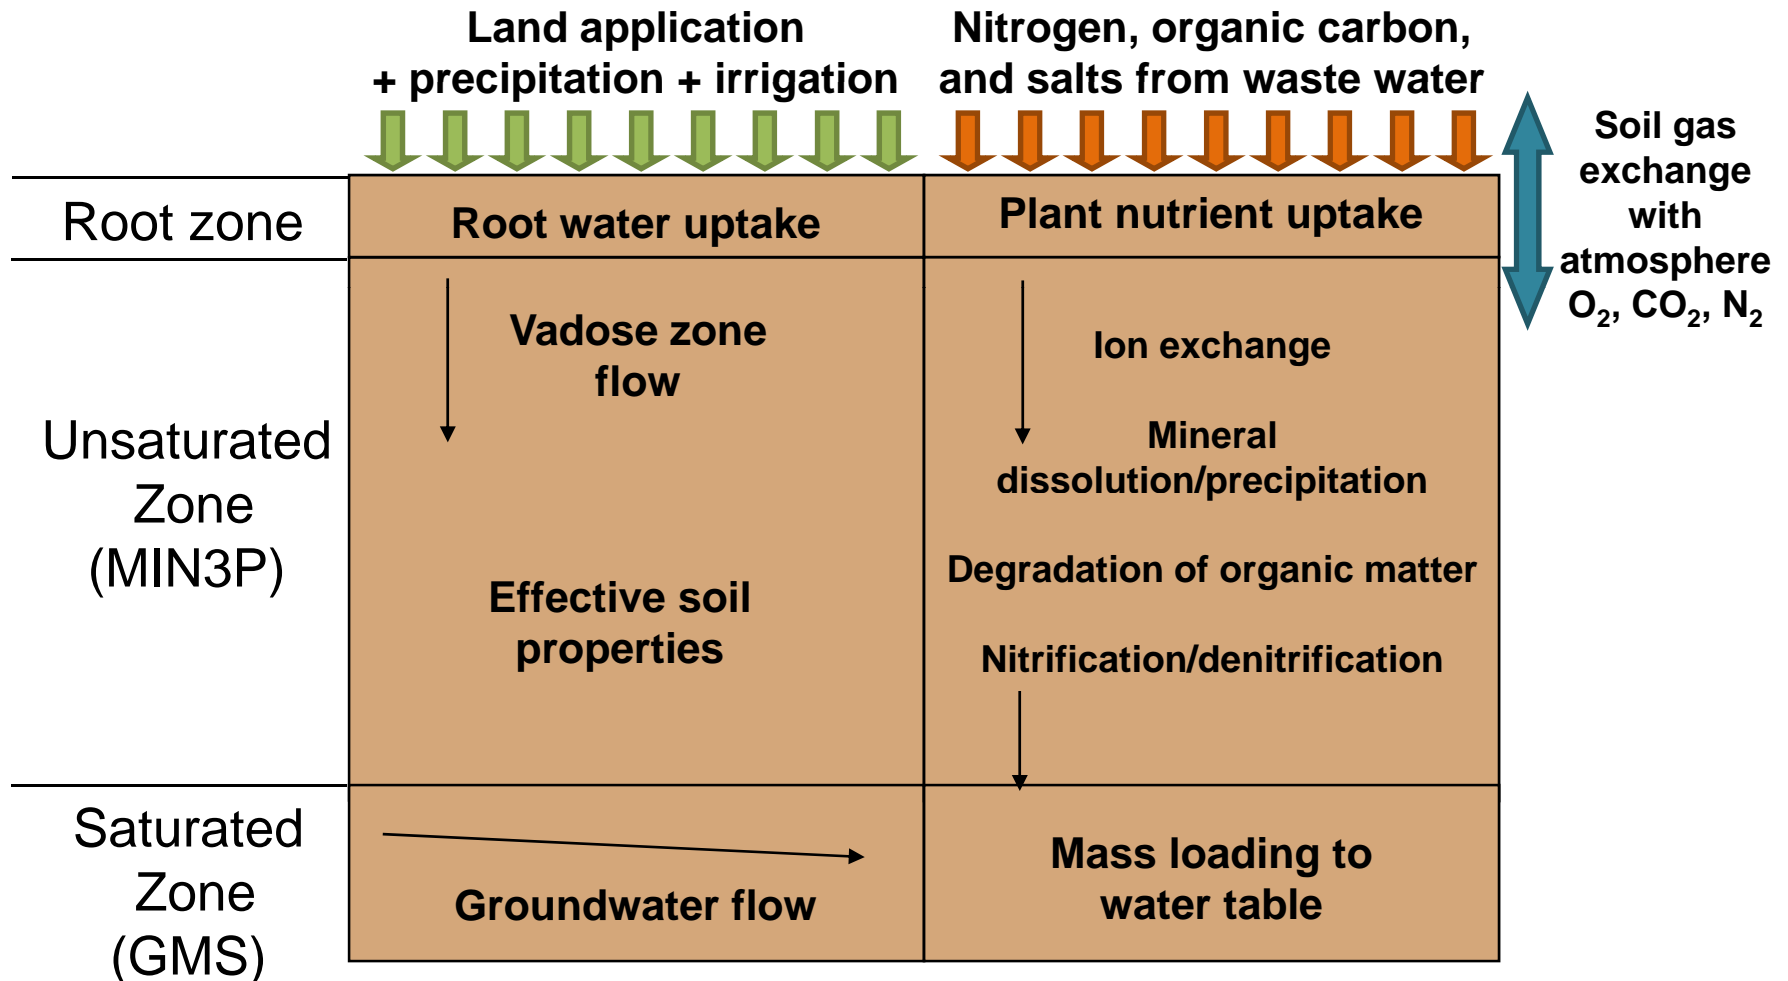 Land application
+ precipitation + irrigation
Nitrogen, organic carbon,
and salts from waste water
Soil gas
exchange
with
atmosphere
O₂, CO₂, N₂
Root zone
Root water uptake
Plant nutrient uptake
Unsaturated
Zone
(MIN3P)
Vadose zone
flow
Effective soil
properties
Ion exchange
Mineral
dissolution/precipitation
Degradation of organic matter
Nitrification/denitrification
Saturated
Zone
(GMS)
Groundwater flow
Mass loading to
water table